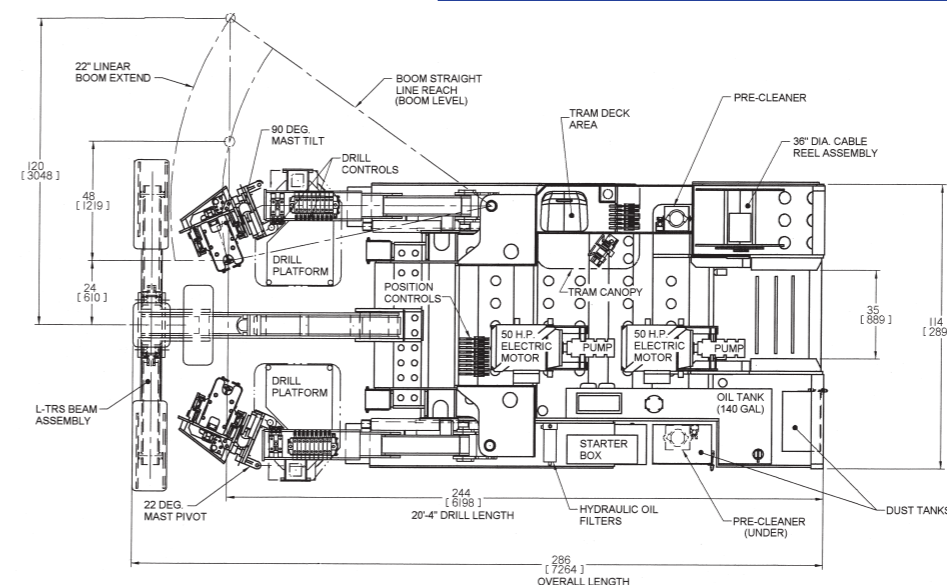 22" LINEAR
BOOM EXTEND
BOOM STRAIGHT
LINE REACH
(BOOM LEVEL)
PRE-CLEANER
TRAM DECK
AREA
36" DIA. CABLE
REEL ASSEMBLY
90 DEG.
MAST TILT
DRILL
CONTROLS
120
[ 3048 ]
48
[ 1219 ]
24
[ 610 ]
DRILL
PLATFORM
POSITION
CONTROLS
TRAM CANOPY
35
[ 889 ]
114
[ 289
50 H.P.
ELECTRIC
MOTOR
PUMP
50 H.P.
ELECTRIC
MOTOR
PUMP
DRILL
PLATFORM
L-TRS BEAM
ASSEMBLY
OIL TANK
(140 GAL)
STARTER
BOX
22 DEG.
MAST PIVOT
244
[ 6198 ]
20'-4" DRILL LENGTH
HYDRAULIC OIL
FILTERS
PRE-CLEANER
(UNDER)
DUST TANKS
286
[ 7264 ]
OVERALL LENGTH